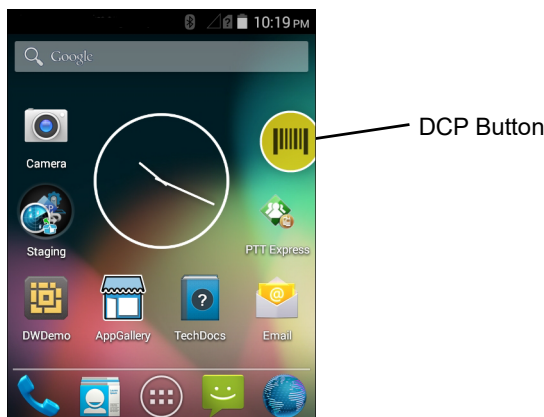 10:19 PM
Google
DCP Button
Camera
Staging
PTT Express
?
@
DWDemo
AppGallery
TechDocs
Email